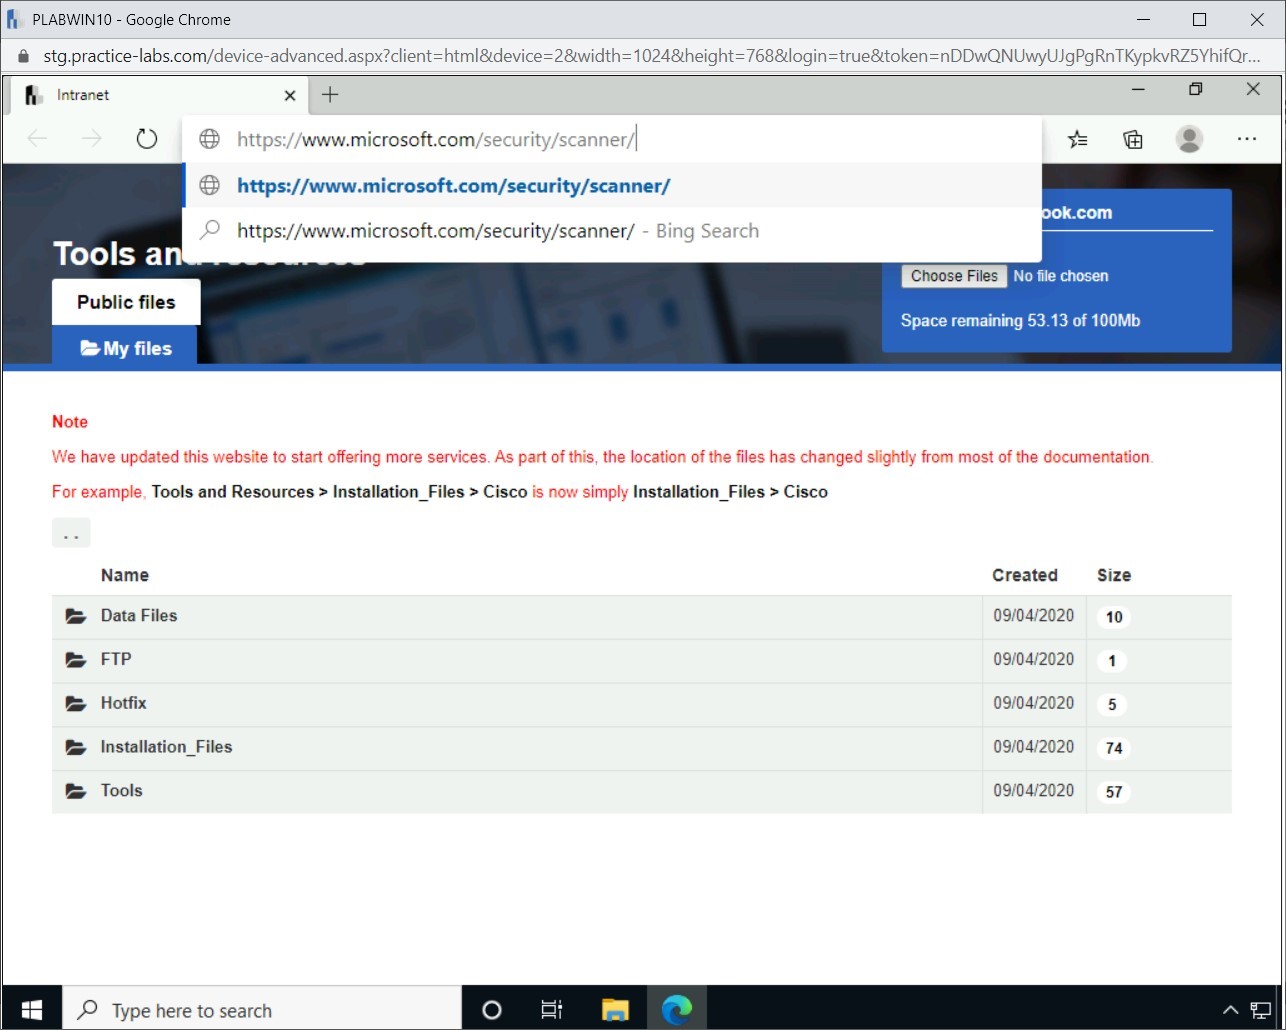 PLABWIN10 - Google Chrome
stg.practice-labs.com/device-advanced.aspx?client=html&device=2&width=1024&height=768&login=true&token=nDDwQNUwyUJgPgRnTKypkvRZ5YhifQr...
Intranet
https://www.microsoft.com/security/scanner/
https://www.microsoft.com/security/scanner/
https://www.microsoft.com/security/scanner/ - Bing Search
ook.com
Tools and resources
Choose Files No file chosen
Public files
Space remaining 53.13 of 100Mb
My files
Note
We have updated this website to start offering more services. As part of this, the location of the files has changed slightly from most of the documentation.
For example, Tools and Resources > Installation_Files > Cisco is now simply Installation_Files > Cisco
..
Name Created Size
Data Files 09/04/2020 10
FTP 09/04/2020 1
Hotfix 09/04/2020 5
Installation_Files 09/04/2020 74
Tools 09/04/2020 57
Type here to search